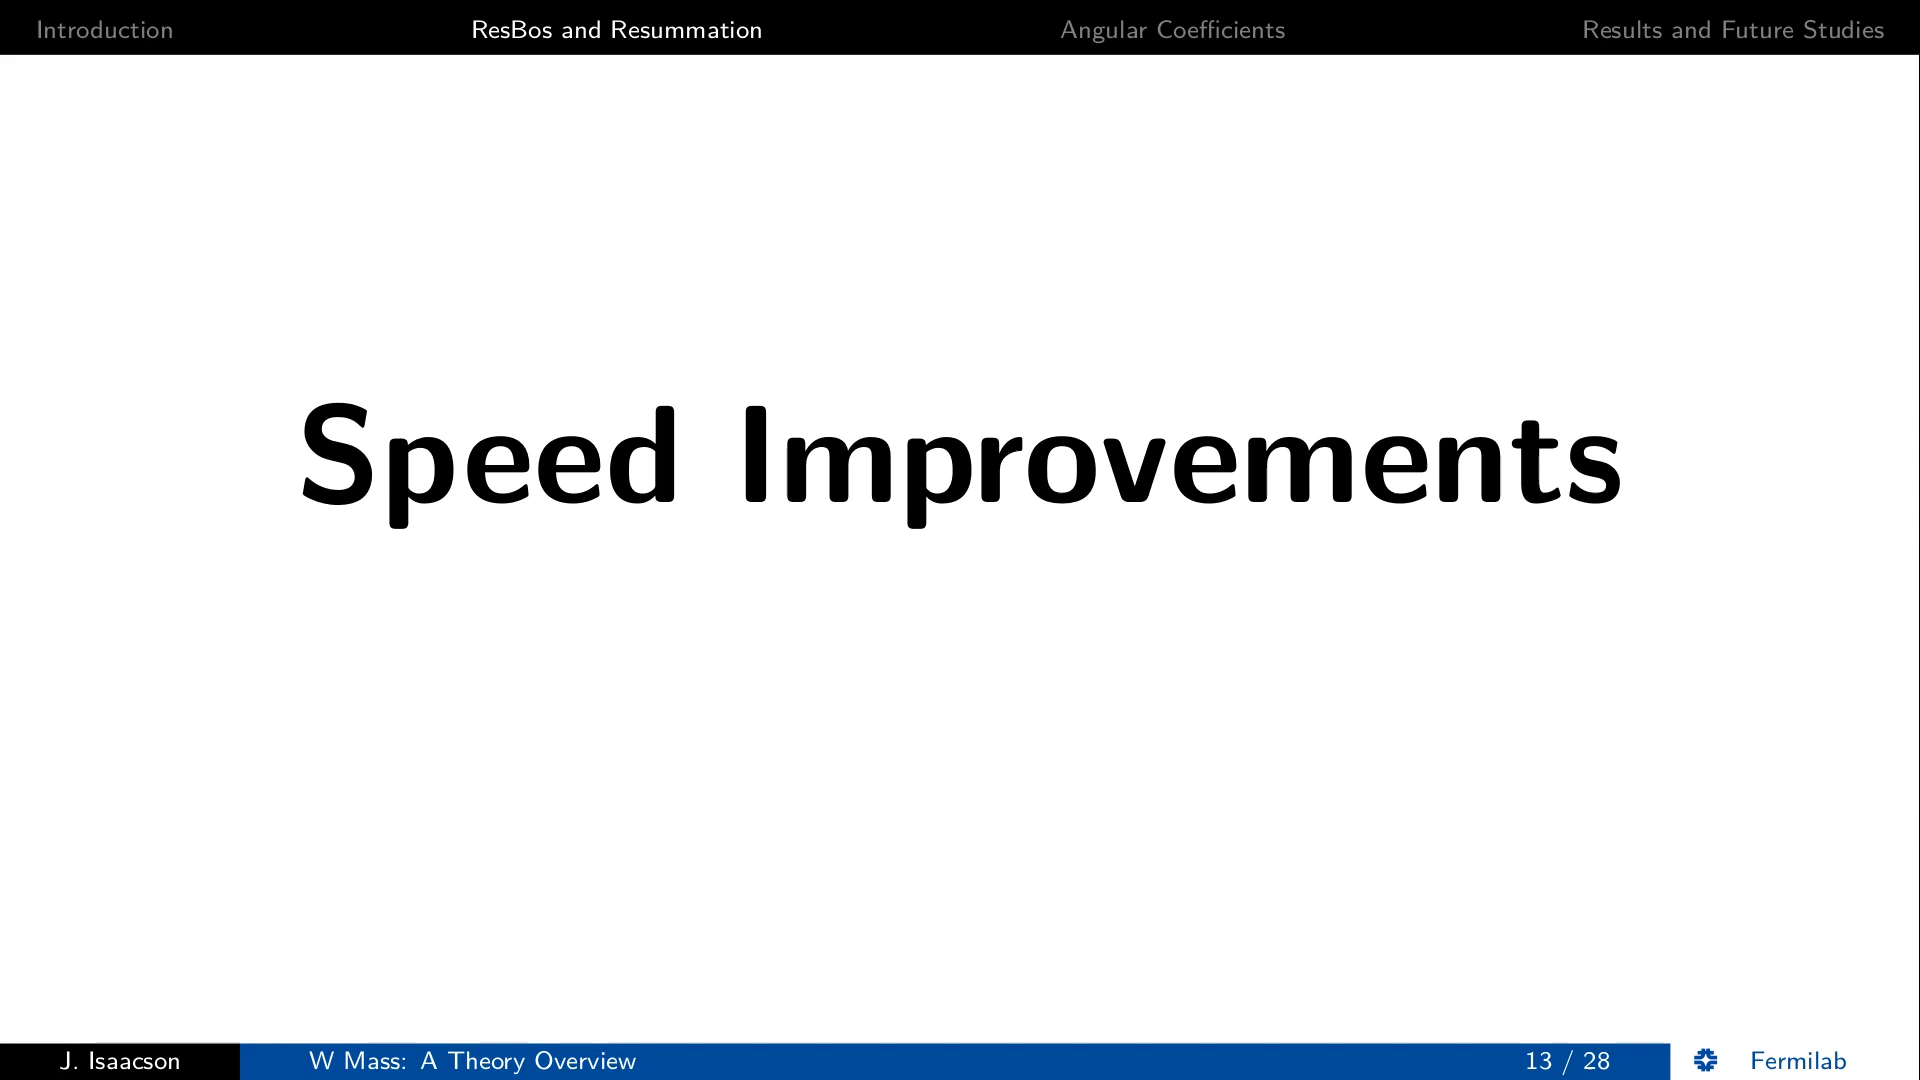 Introduction ResBos and Resummation Angular Coefficients Results and Future Studies
Speed Improvements
J. Isaacson W Mass: A Theory Overview 13 / 28 Fermilab